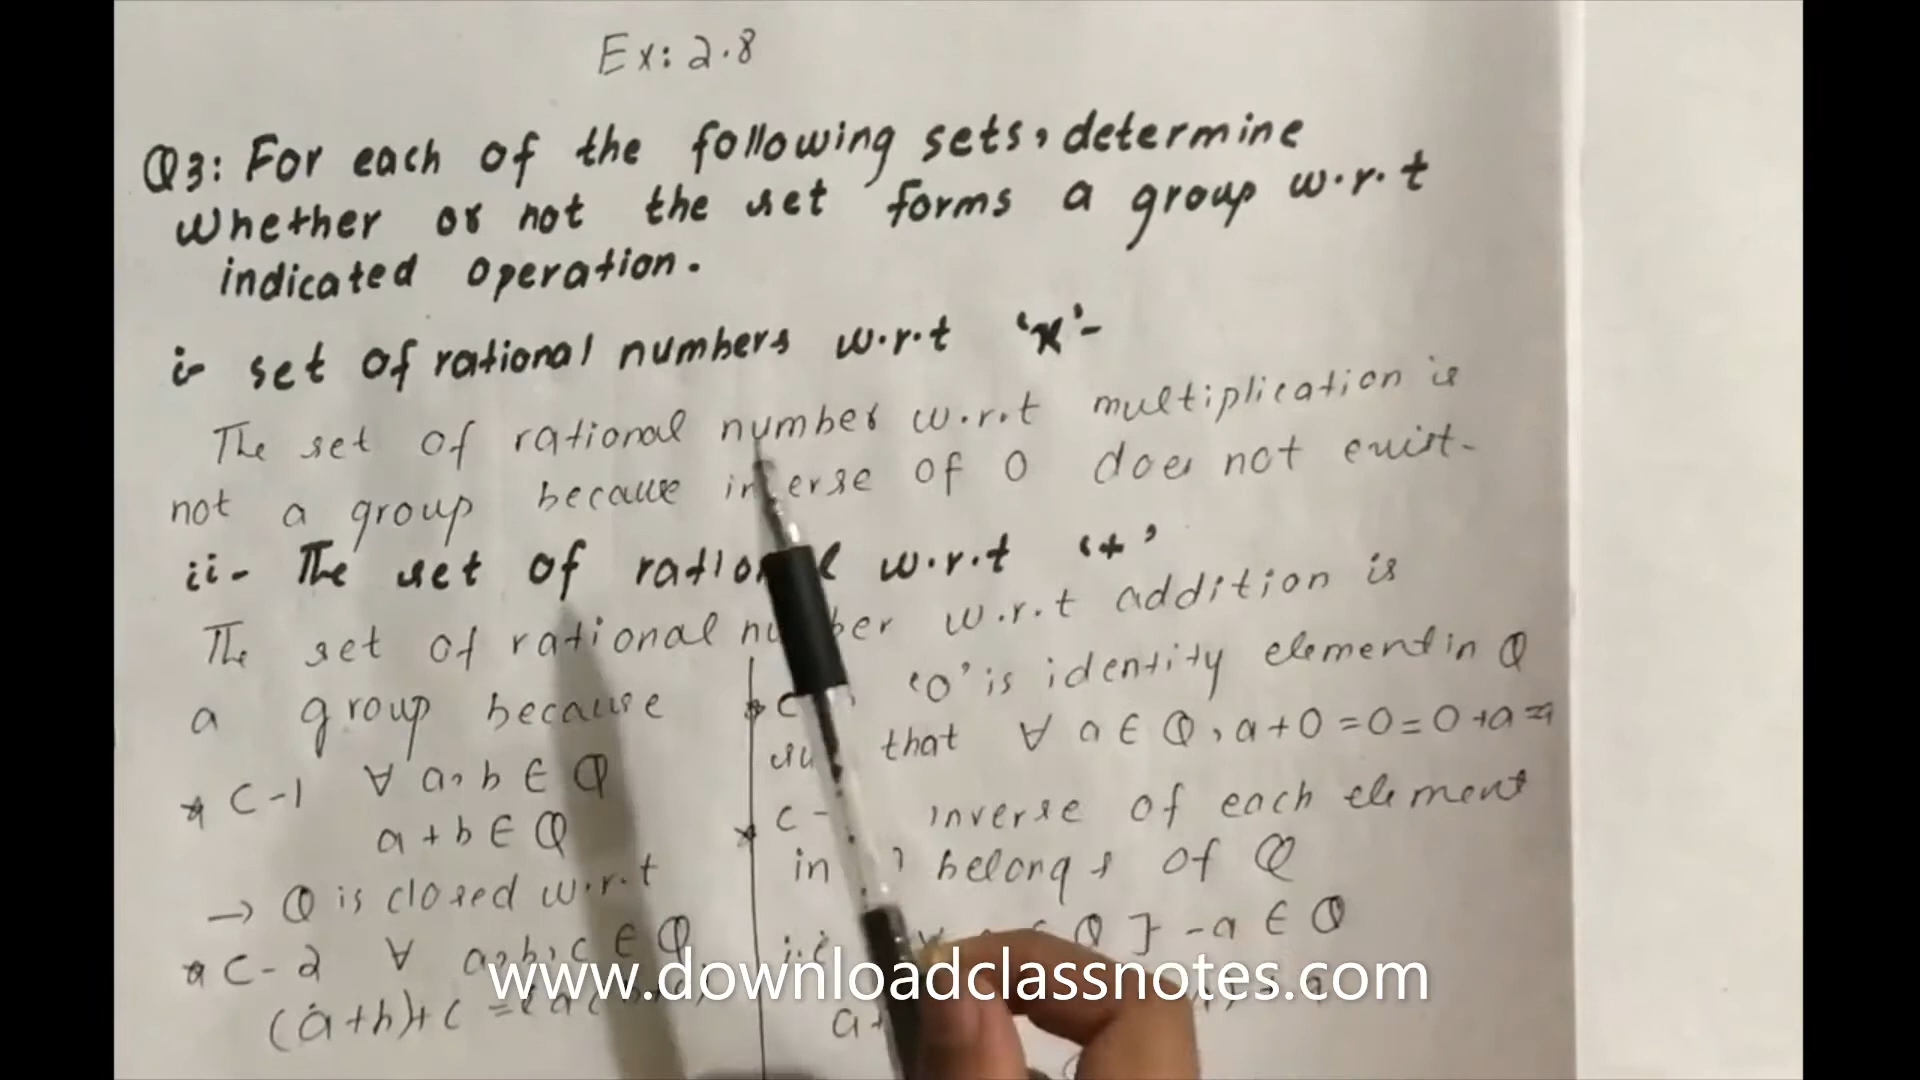 Ex: 2.8
Q3: For each of the following sets, determine
whether or not the set forms a group w.r.t
indicated operation.
i- set of rational numbers w.r.t 'x'-
The set of rational number w.r.t multiplication is
not a group because inverse of 0 does not exist-
ii- The set of rational w.r.t '+'
The set of rational number w.r.t addition is
a group because
* C-1 ∀ a,b ∈ Q
a+b ∈ Q
→ Q is closed w.r.t
* C-2 ∀ a,b,c ∈ Q
(a+b)+c =
'0' is identity element in Q
that ∀ a ∈ Q, a+0=0=0+a=a
* C- inverse of each element
in belongs of Q
Q } -a ∈ Q
www.downloadclassnotes.com